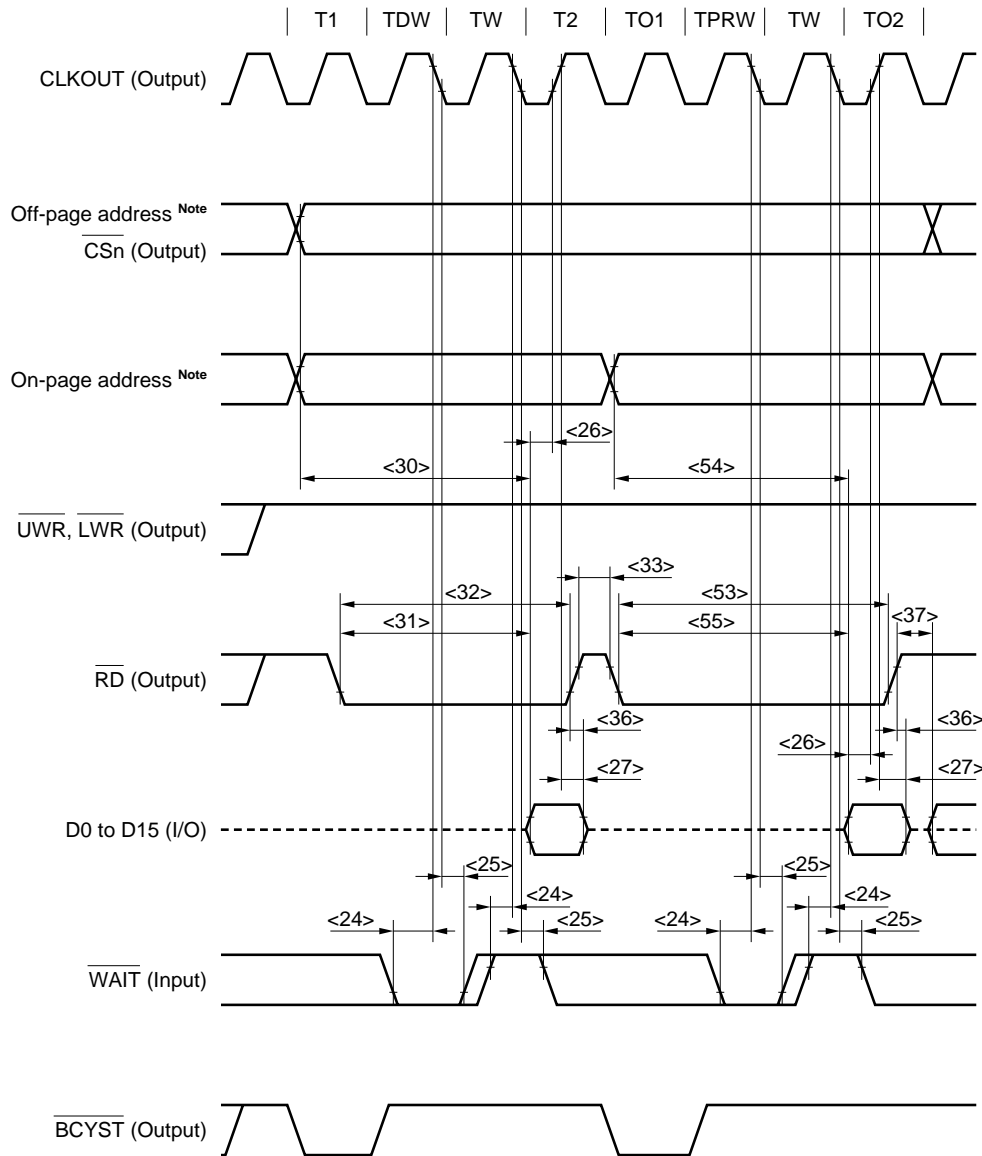 T1 TDW TW T2 TO1 TPRW TW TO2
CLKOUT (Output)
Off-page address Note
CSn (Output)
On-page address Note
<26>
<30> <54>
UWR, LWR (Output)
<33>
<32> <53>
<31> <55> <37>
RD (Output)
<36> <36>
<26>
<27> <27>
D0 to D15 (I/O)
<25> <25>
<24> <24>
<24> <25> <24> <25>
WAIT (Input)
BCYST (Output)